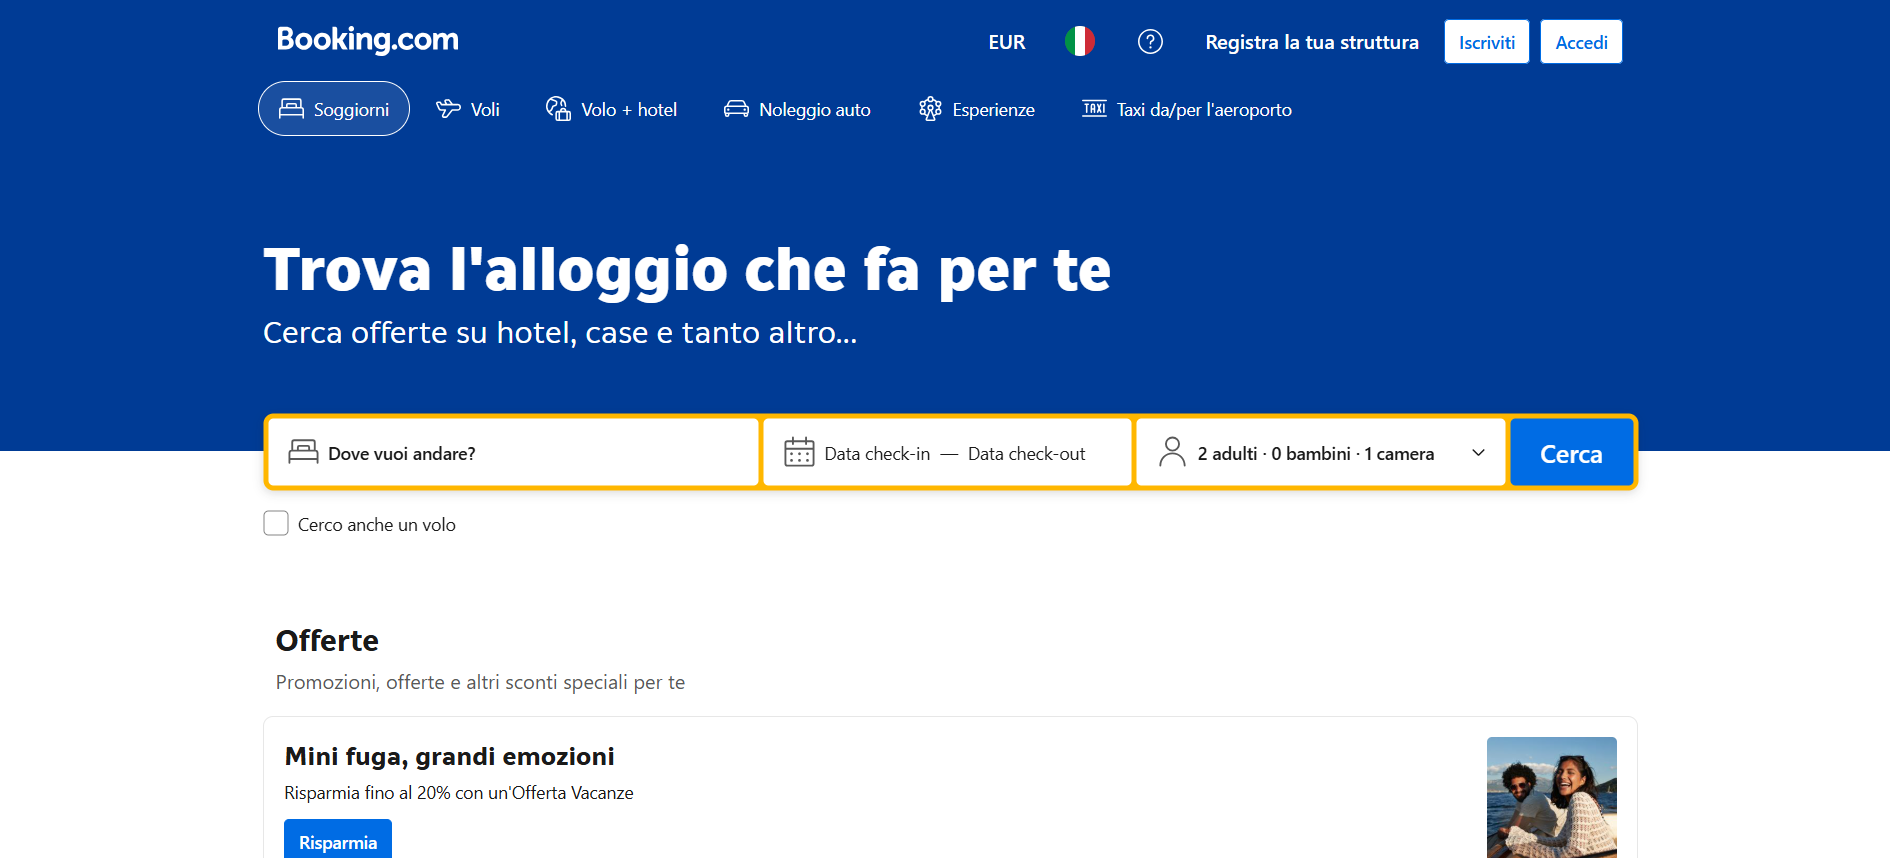 Booking.com
EUR
Registra la tua struttura
Iscriviti
Accedi
Soggiorni
Voli
Volo + hotel
Noleggio auto
Esperienze
TAXI
Taxi da/per l'aeroporto
Trova l'alloggio che fa per te
Cerca offerte su hotel, case e tanto altro...
Dove vuoi andare?
Data check-in — Data check-out
2 adulti · 0 bambini · 1 camera
Cerca
Cerco anche un volo
Offerte
Promozioni, offerte e altri sconti speciali per te
Mini fuga, grandi emozioni
Risparmia fino al 20% con un'Offerta Vacanze
Risparmia